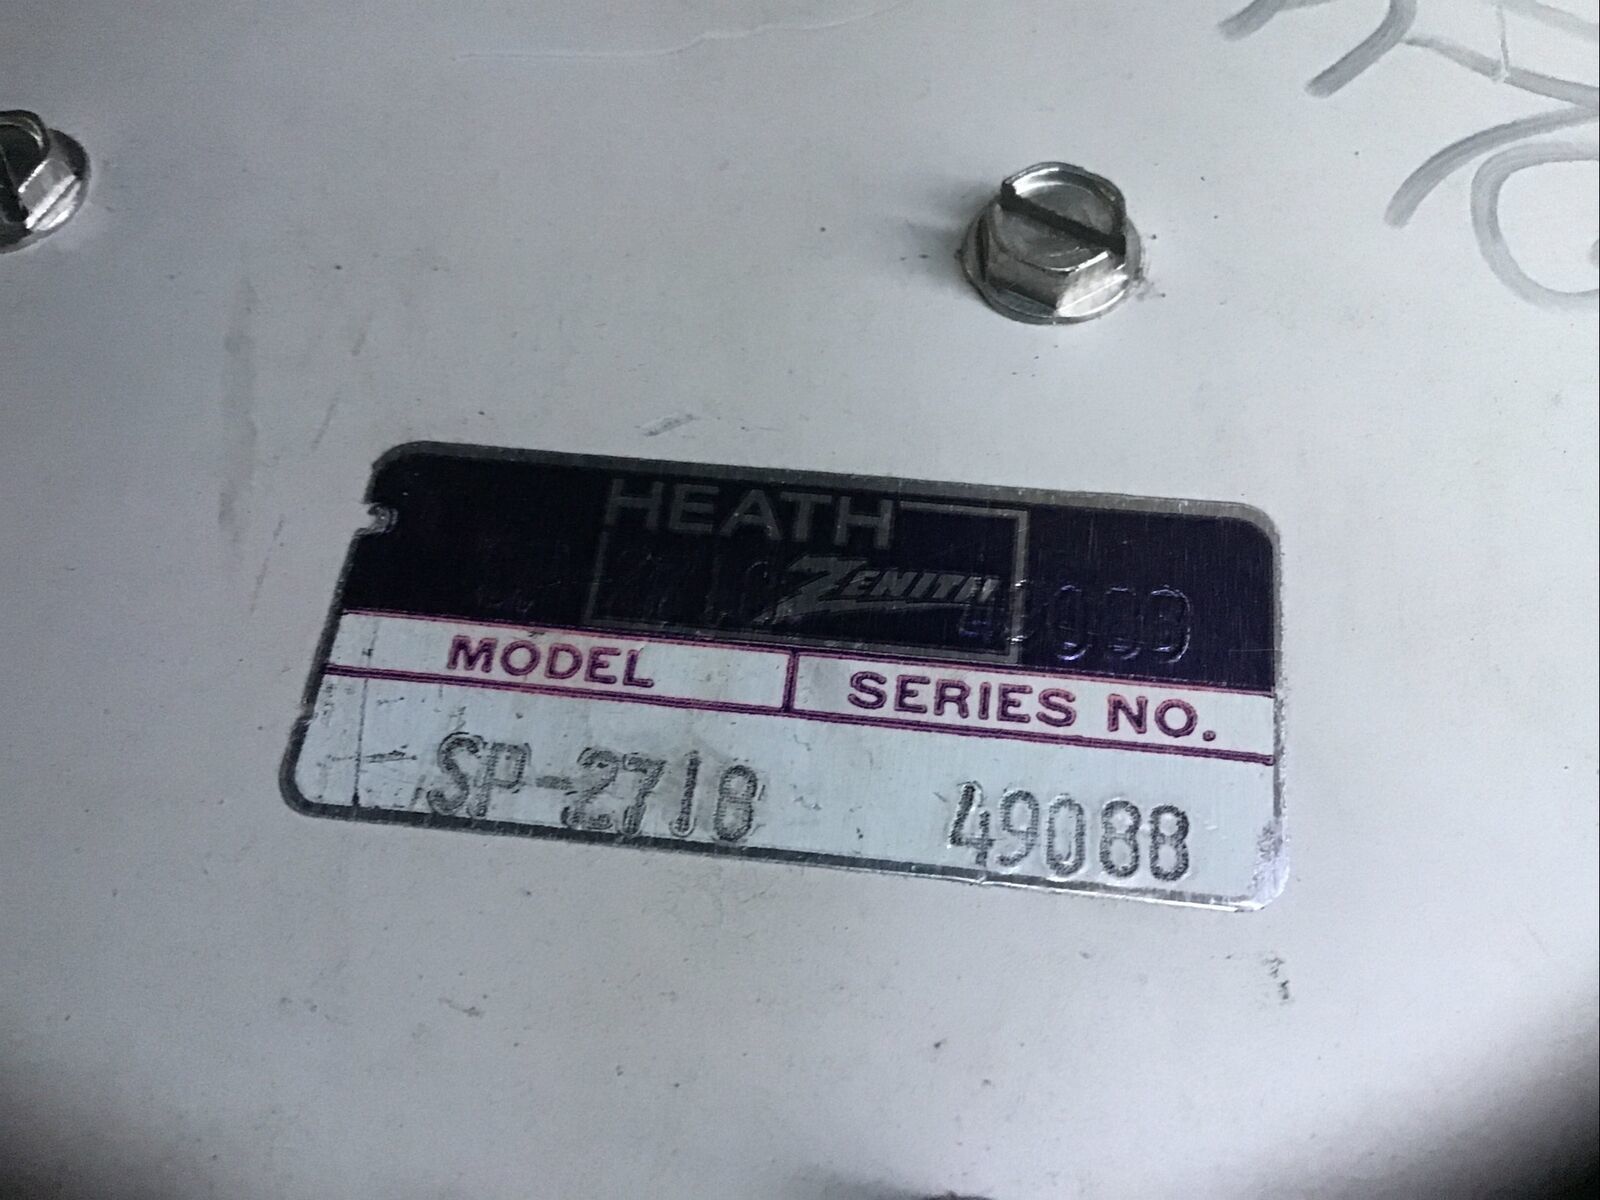 HEATH
ZENITH
MODEL SERIES NO.
SP-2718 49088